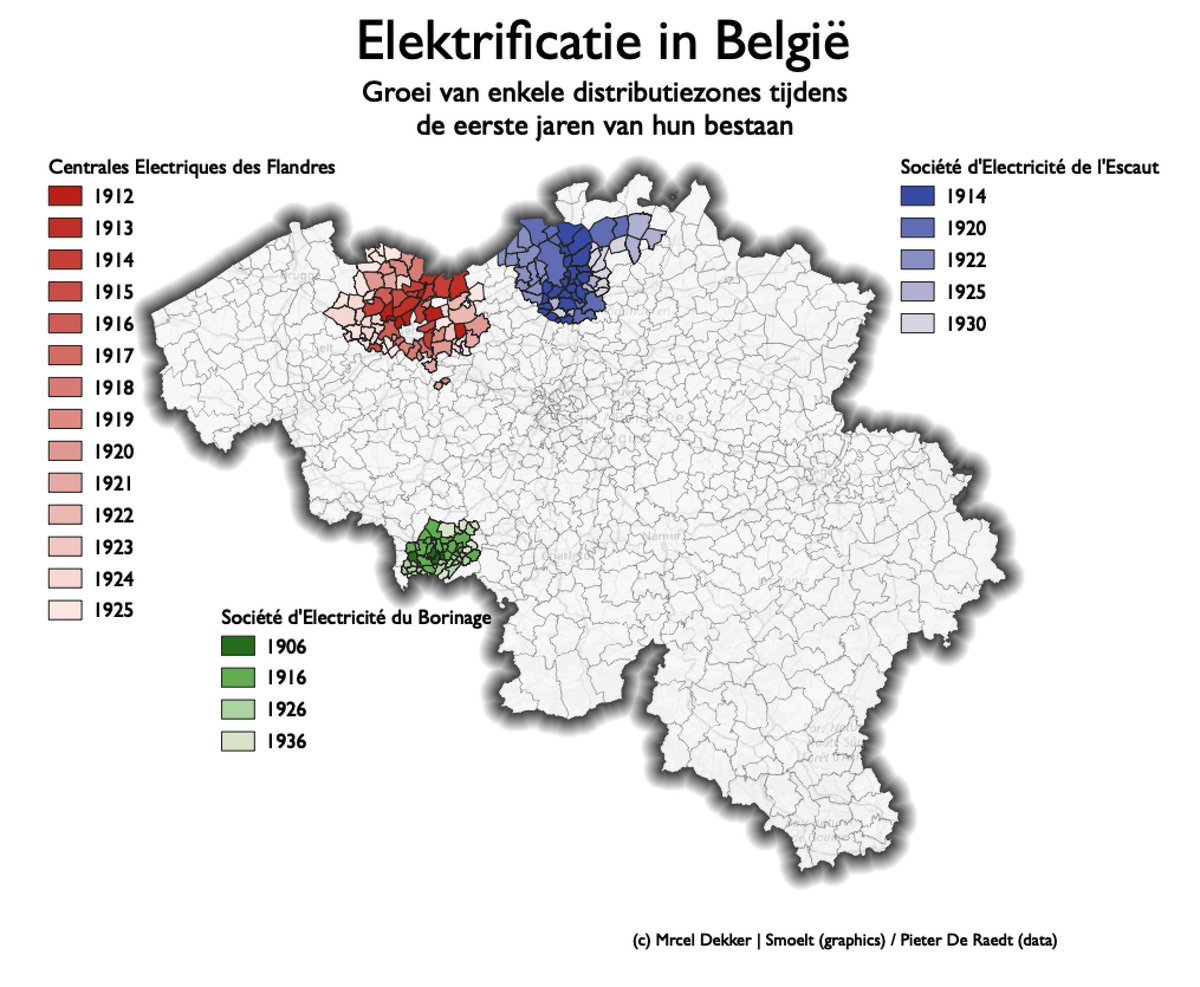 Elektrificatie in België
Groei van enkele distributiezones tijdens
de eerste jaren van hun bestaan
Centrales Electriques des Flandres
1912
1913
1914
1915
1916
1917
1918
1919
1920
1921
1922
1923
1924
1925
Société d'Electricité de l'Escaut
1914
1920
1922
1925
1930
Société d'Electricité du Borinage
1906
1916
1926
1936
Namur
(c) Mrcel Dekker | Smoelt (graphics) / Pieter De Raedt (data)